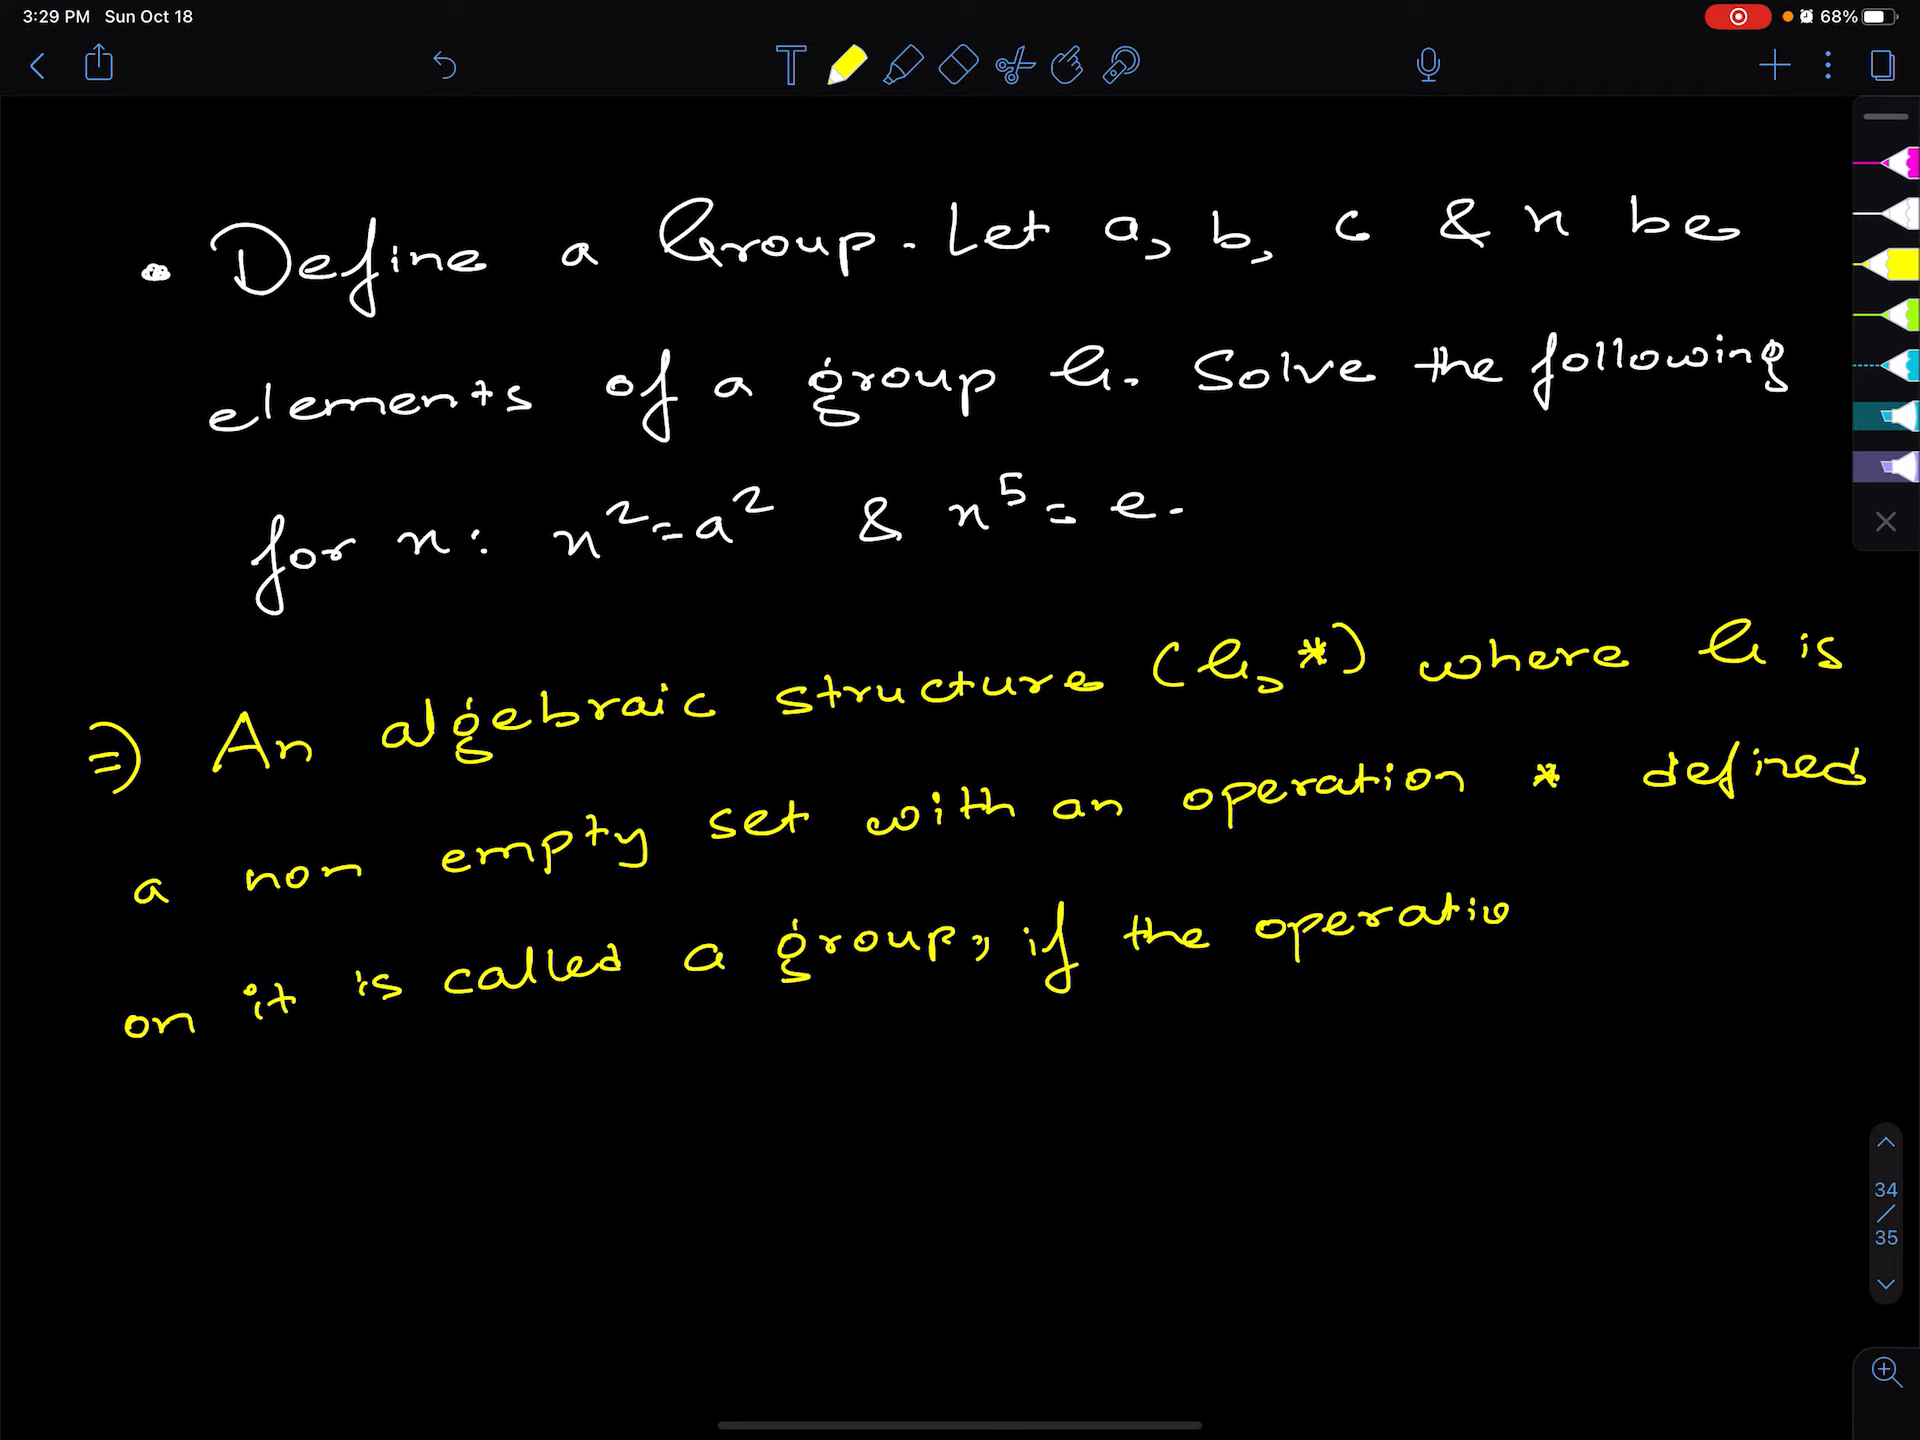 3:29 PM Sun Oct 18
68%
• Define a Group. Let a, b, c & x be
elements of a group G. Solve the following
for x: x² = a² & x⁵ = e.
⇒) An algebraic structure (G, *) where G is
a non empty set with an operation * defined
on it is called a group, if the operatio
34
/
35